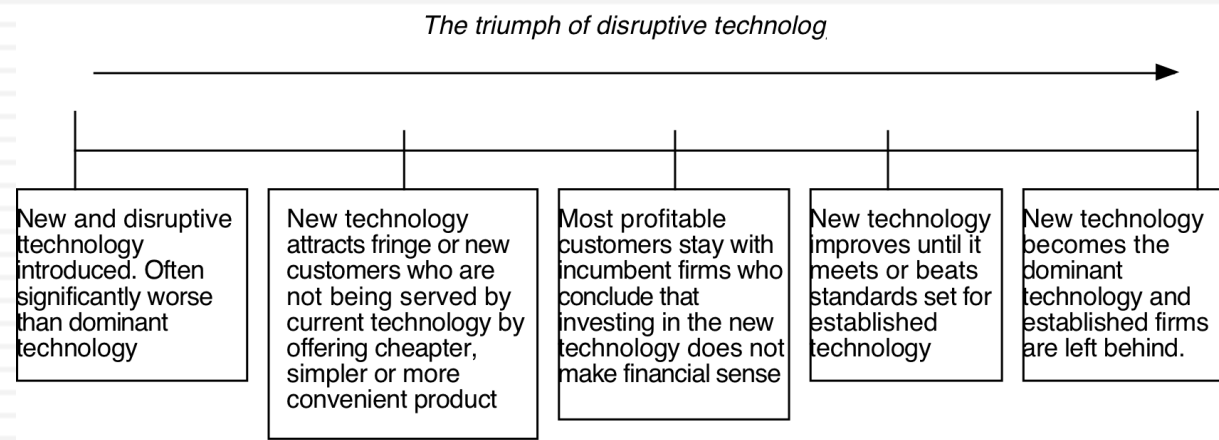 The triumph of disruptive technolog
New and disruptive
ttechnology
introduced. Often
significantly worse
than dominant
technology
New technology
attracts fringe or new
customers who are
not being served by
current technology by
offering cheapter,
simpler or more
convenient product
Most profitable
customers stay with
incumbent firms who
conclude that
investing in the new
technology does not
make financial sense
New technology
improves until it
meets or beats
standards set for
established
technology
New technology
becomes the
dominant
technology and
established firms
are left behind.